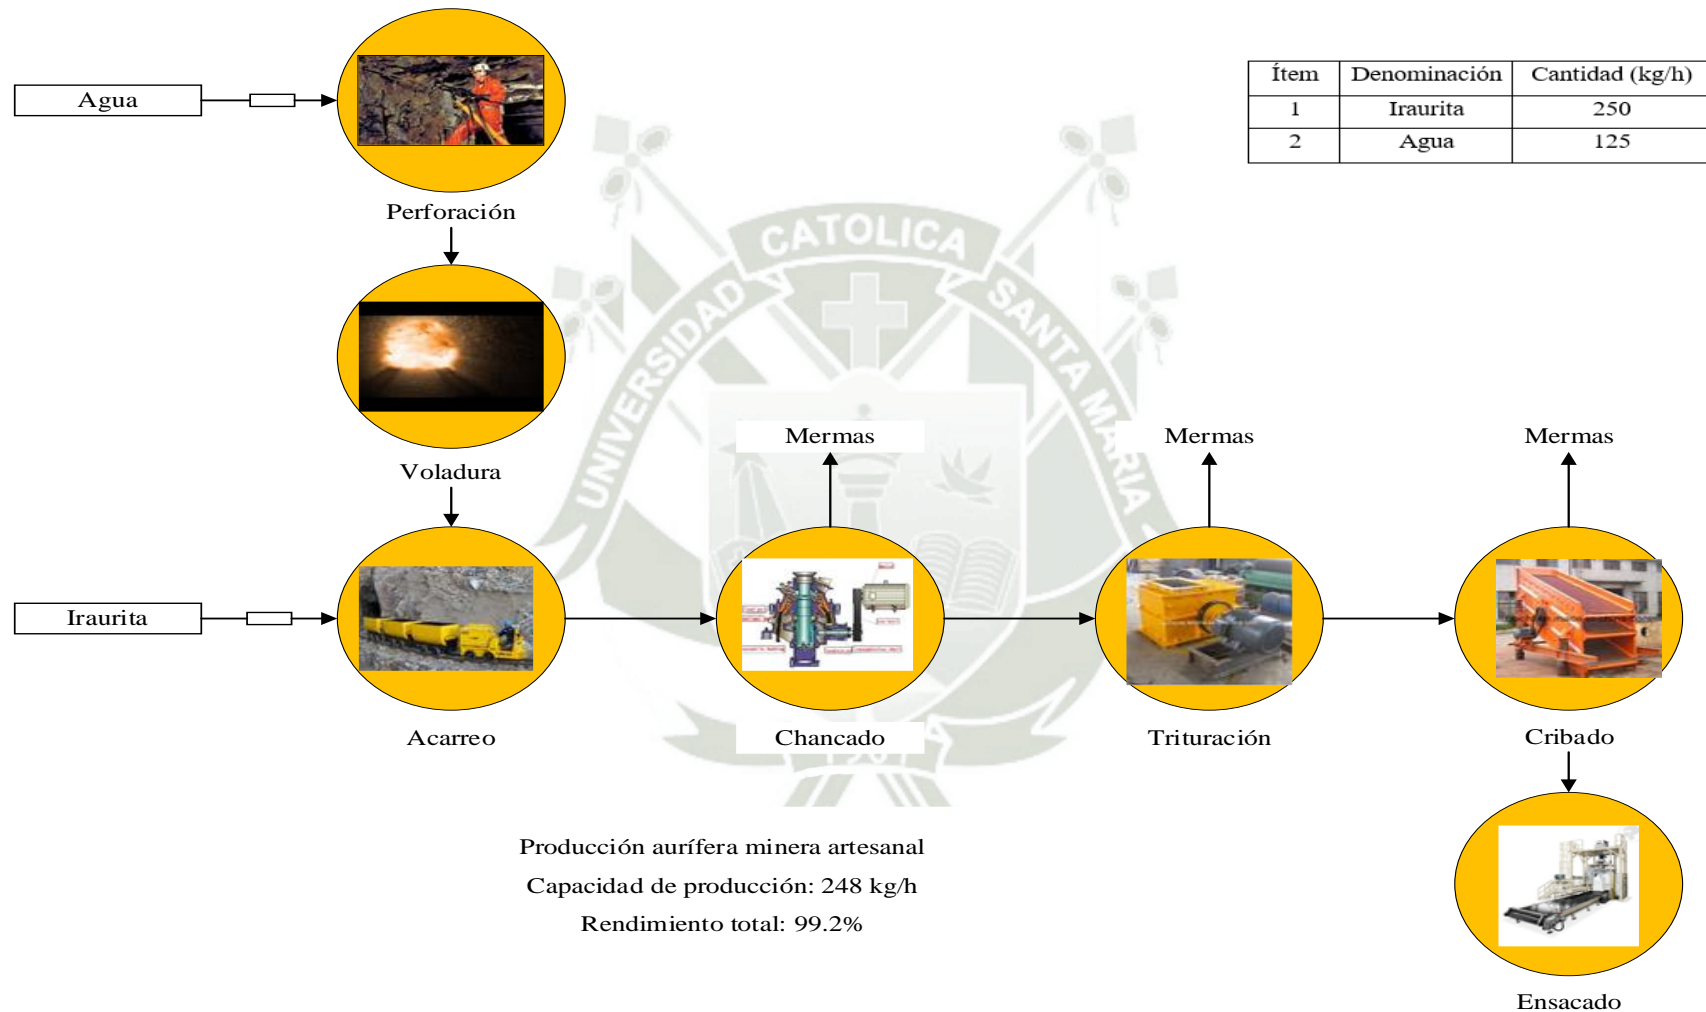 Agua
Perforación
Ítem Denominación Cantidad (kg/h)
1 Iraurita 250
2 Agua 125
UNIVERSIDAD CATOLICA SANTA MARIA
Voladura
Mermas
Mermas
Mermas
Iraurita
Acarreo
Chancado
Trituración
Cribado
Producción aurífera minera artesanal
Capacidad de producción: 248 kg/h
Rendimiento total: 99.2%
Ensacado